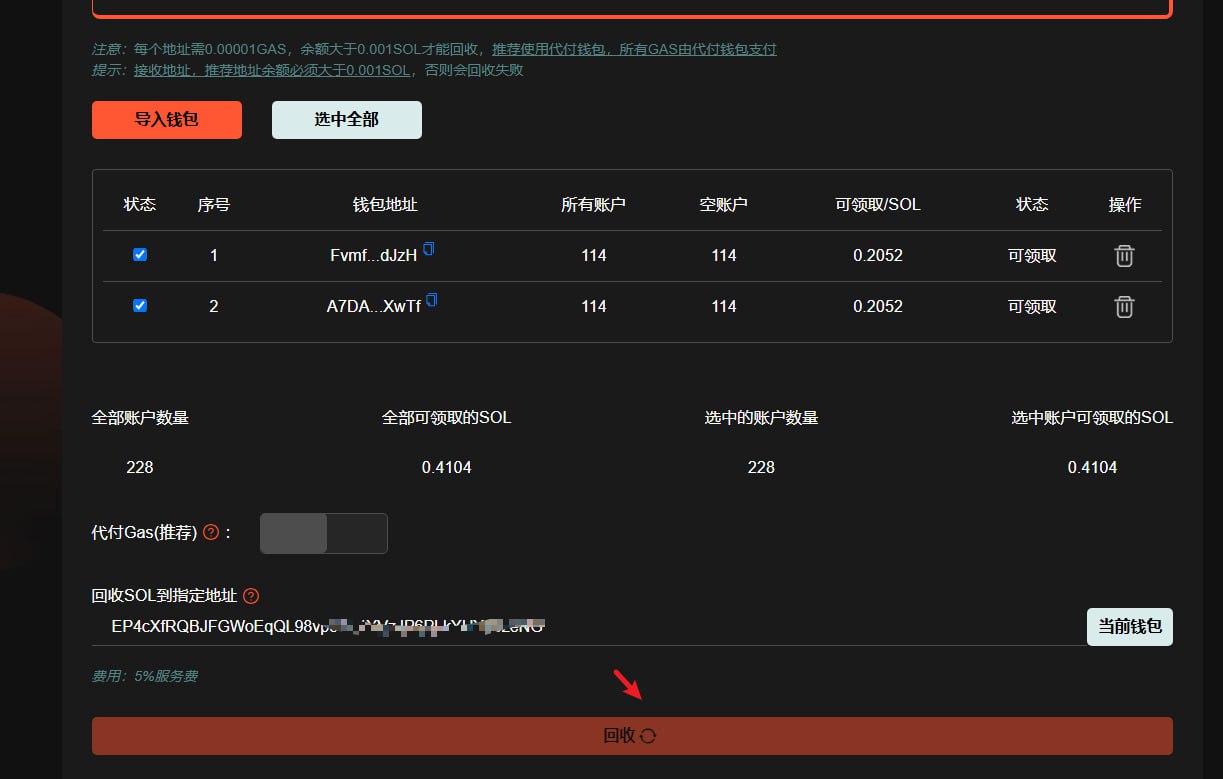 注意：每个地址需0.00001GAS，余额大于0.001SOL才能回收，推荐使用代付钱包，所有GAS由代付钱包支付
提示：接收地址，推荐地址余额必须大于0.001SOL，否则会回收失败
导入钱包 选中全部
状态 序号 钱包地址 所有账户 空账户 可领取/SOL 状态 操作
1 Fvmf...dJzH 114 114 0.2052 可领取
2 A7DA...XwTf 114 114 0.2052 可领取
全部账户数量 全部可领取的SOL 选中的账户数量 选中账户可领取的SOL
228 0.4104 228 0.4104
代付Gas(推荐) ? ：
回收SOL到指定地址 ?
EP4cXfRQBJFGWoEqQL98vp
当前钱包
费用：5%服务费
回收